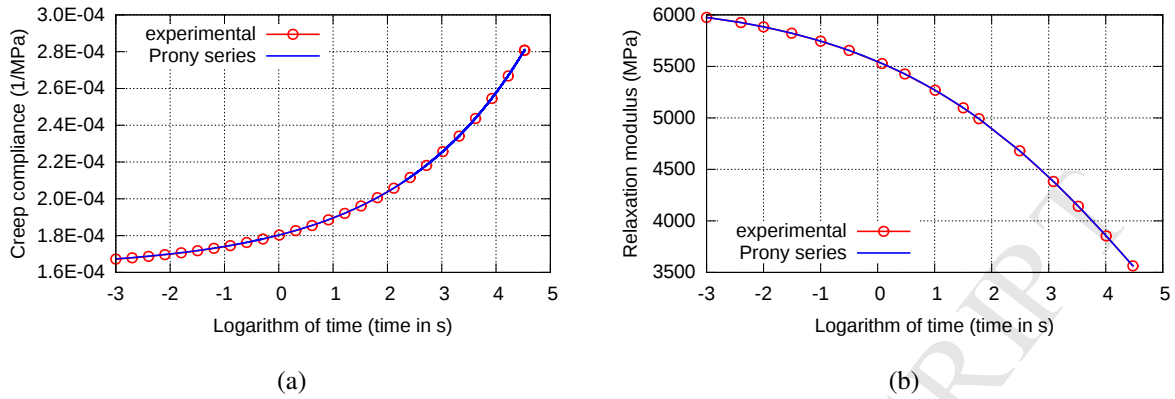 experimental
Prony series
3.0E-04
2.8E-04
2.6E-04
2.4E-04
2.2E-04
2.0E-04
1.8E-04
1.6E-04
Creep compliance (1/MPa)
-3 -2 -1 0 1 2 3 4 5
Logarithm of time (time in s)
(a)
6000
5500
5000
4500
4000
3500
Relaxation modulus (MPa)
experimental
Prony series
-3 -2 -1 0 1 2 3 4 5
Logarithm of time (time in s)
(b)
RIPT